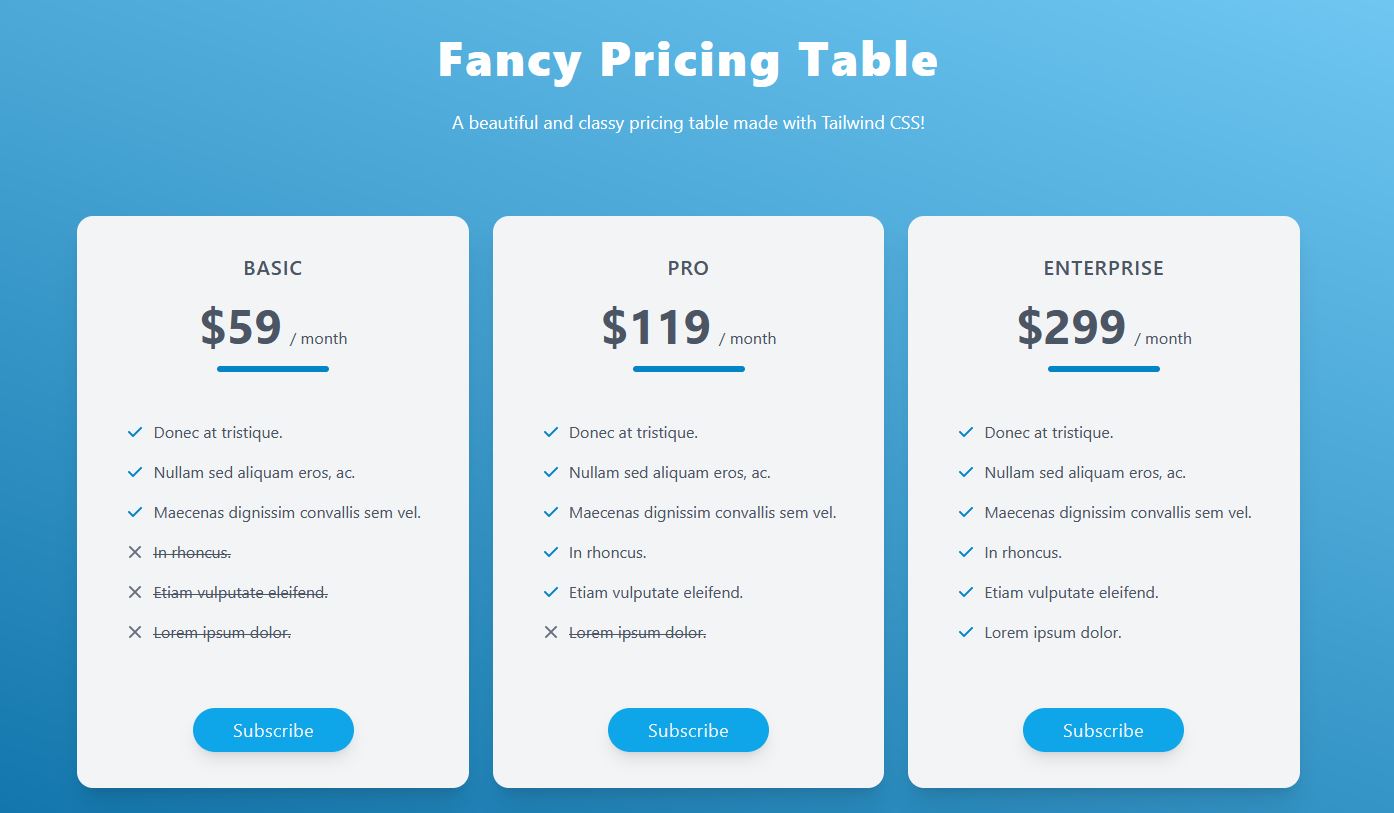 Fancy Pricing Table
A beautiful and classy pricing table made with Tailwind CSS!
BASIC
$59 / month
Donec at tristique.
Nullam sed aliquam eros, ac.
Maecenas dignissim convallis sem vel.
In rhoncus.
Etiam vulputate eleifend.
Lorem ipsum dolor.
Subscribe
PRO
$119 / month
Donec at tristique.
Nullam sed aliquam eros, ac.
Maecenas dignissim convallis sem vel.
In rhoncus.
Etiam vulputate eleifend.
Lorem ipsum dolor.
Subscribe
ENTERPRISE
$299 / month
Donec at tristique.
Nullam sed aliquam eros, ac.
Maecenas dignissim convallis sem vel.
In rhoncus.
Etiam vulputate eleifend.
Lorem ipsum dolor.
Subscribe